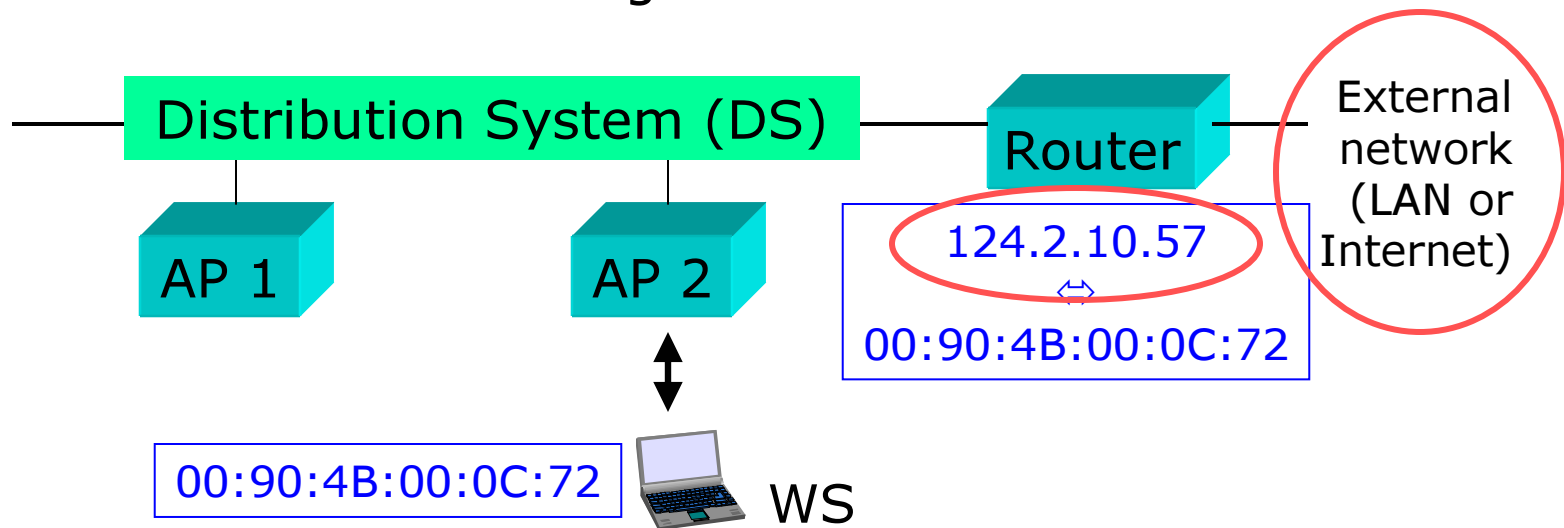 g
Distribution System (DS)
Router
External
network
(LAN or
Internet)
AP 1
AP 2
124.2.10.57
⇔
00:90:4B:00:0C:72
00:90:4B:00:0C:72
WS